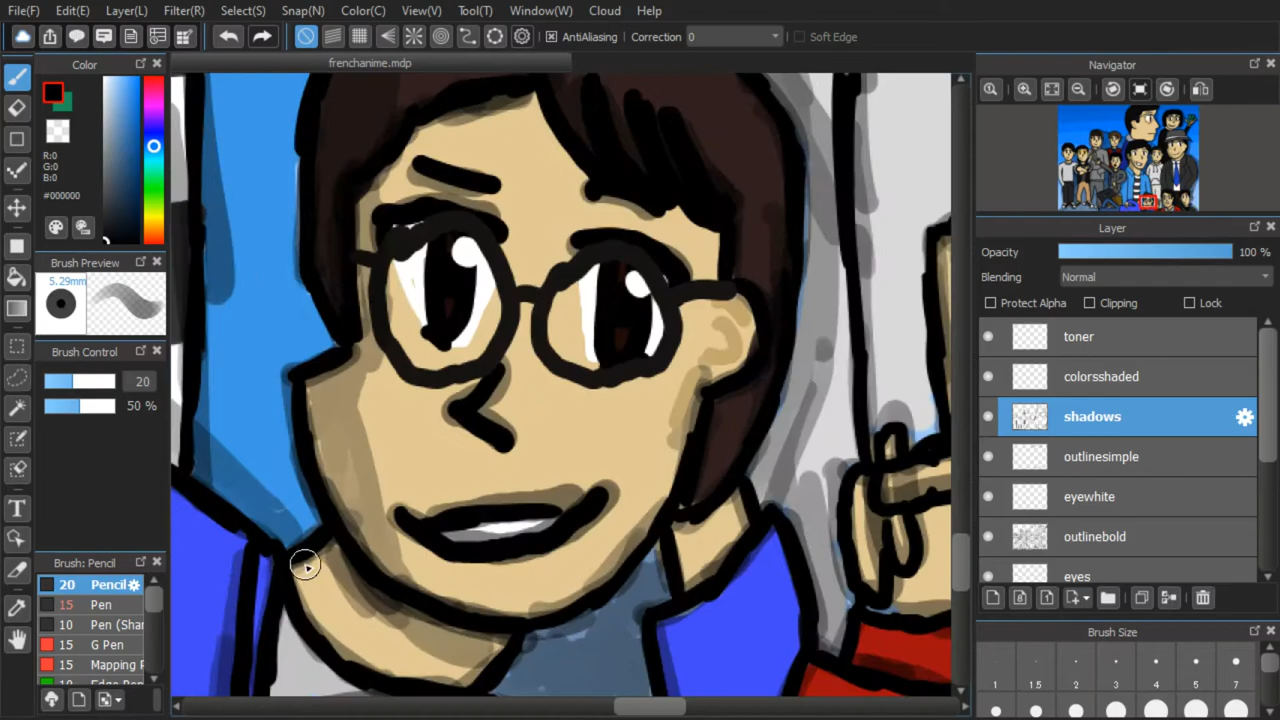 File(F) Edit(E) Layer(L) Filter(R) Select(S) Snap(N) Color(C) View(V) Tool(T) Window(W) Cloud Help
AntiAliasing Correction 0 Soft Edge
Color
frenchanime.mdp
Navigator
R:0
G:0
B:0
#000000
Brush Preview
5.29mm
Layer
Opacity 100 %
Blending Normal
Protect Alpha Clipping Lock
toner
Brush Control
colorsshaded
20
50 %
shadows
outlinesimple
eyewhite
outlinebold
eyes
Brush: Pencil
20 Pencil
15 Pen
10 Pen (Shar
15 G Pen
15 Mapping P
Brush Size
1 1.5 2 3 4 5 7